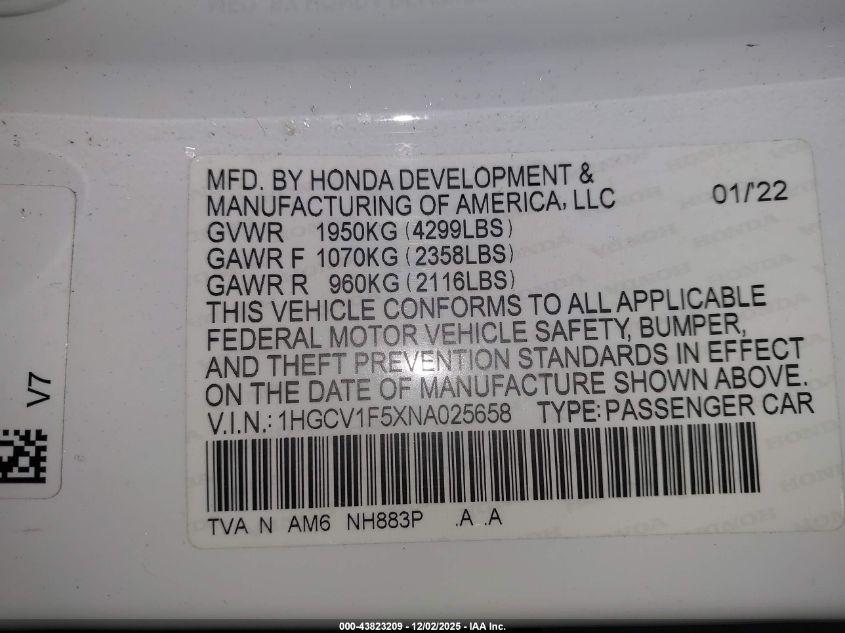 MFD. BY HONDA DEVELOPMENT &
MANUFACTURING OF AMERICA, LLC 01/'22
GVWR 1950KG (4299LBS)
GAWR F 1070KG (2358LBS)
GAWR R 960KG (2116LBS)
THIS VEHICLE CONFORMS TO ALL APPLICABLE
FEDERAL MOTOR VEHICLE SAFETY, BUMPER,
AND THEFT PREVENTION STANDARDS IN EFFECT
ON THE DATE OF MANUFACTURE SHOWN ABOVE.
V.I.N.: 1HGCV1F5XNA025658 TYPE: PASSENGER CAR
TVA N AM6 NH883P .A .A
V7
000-43823209 - 12/02/2025 - IAA Inc.